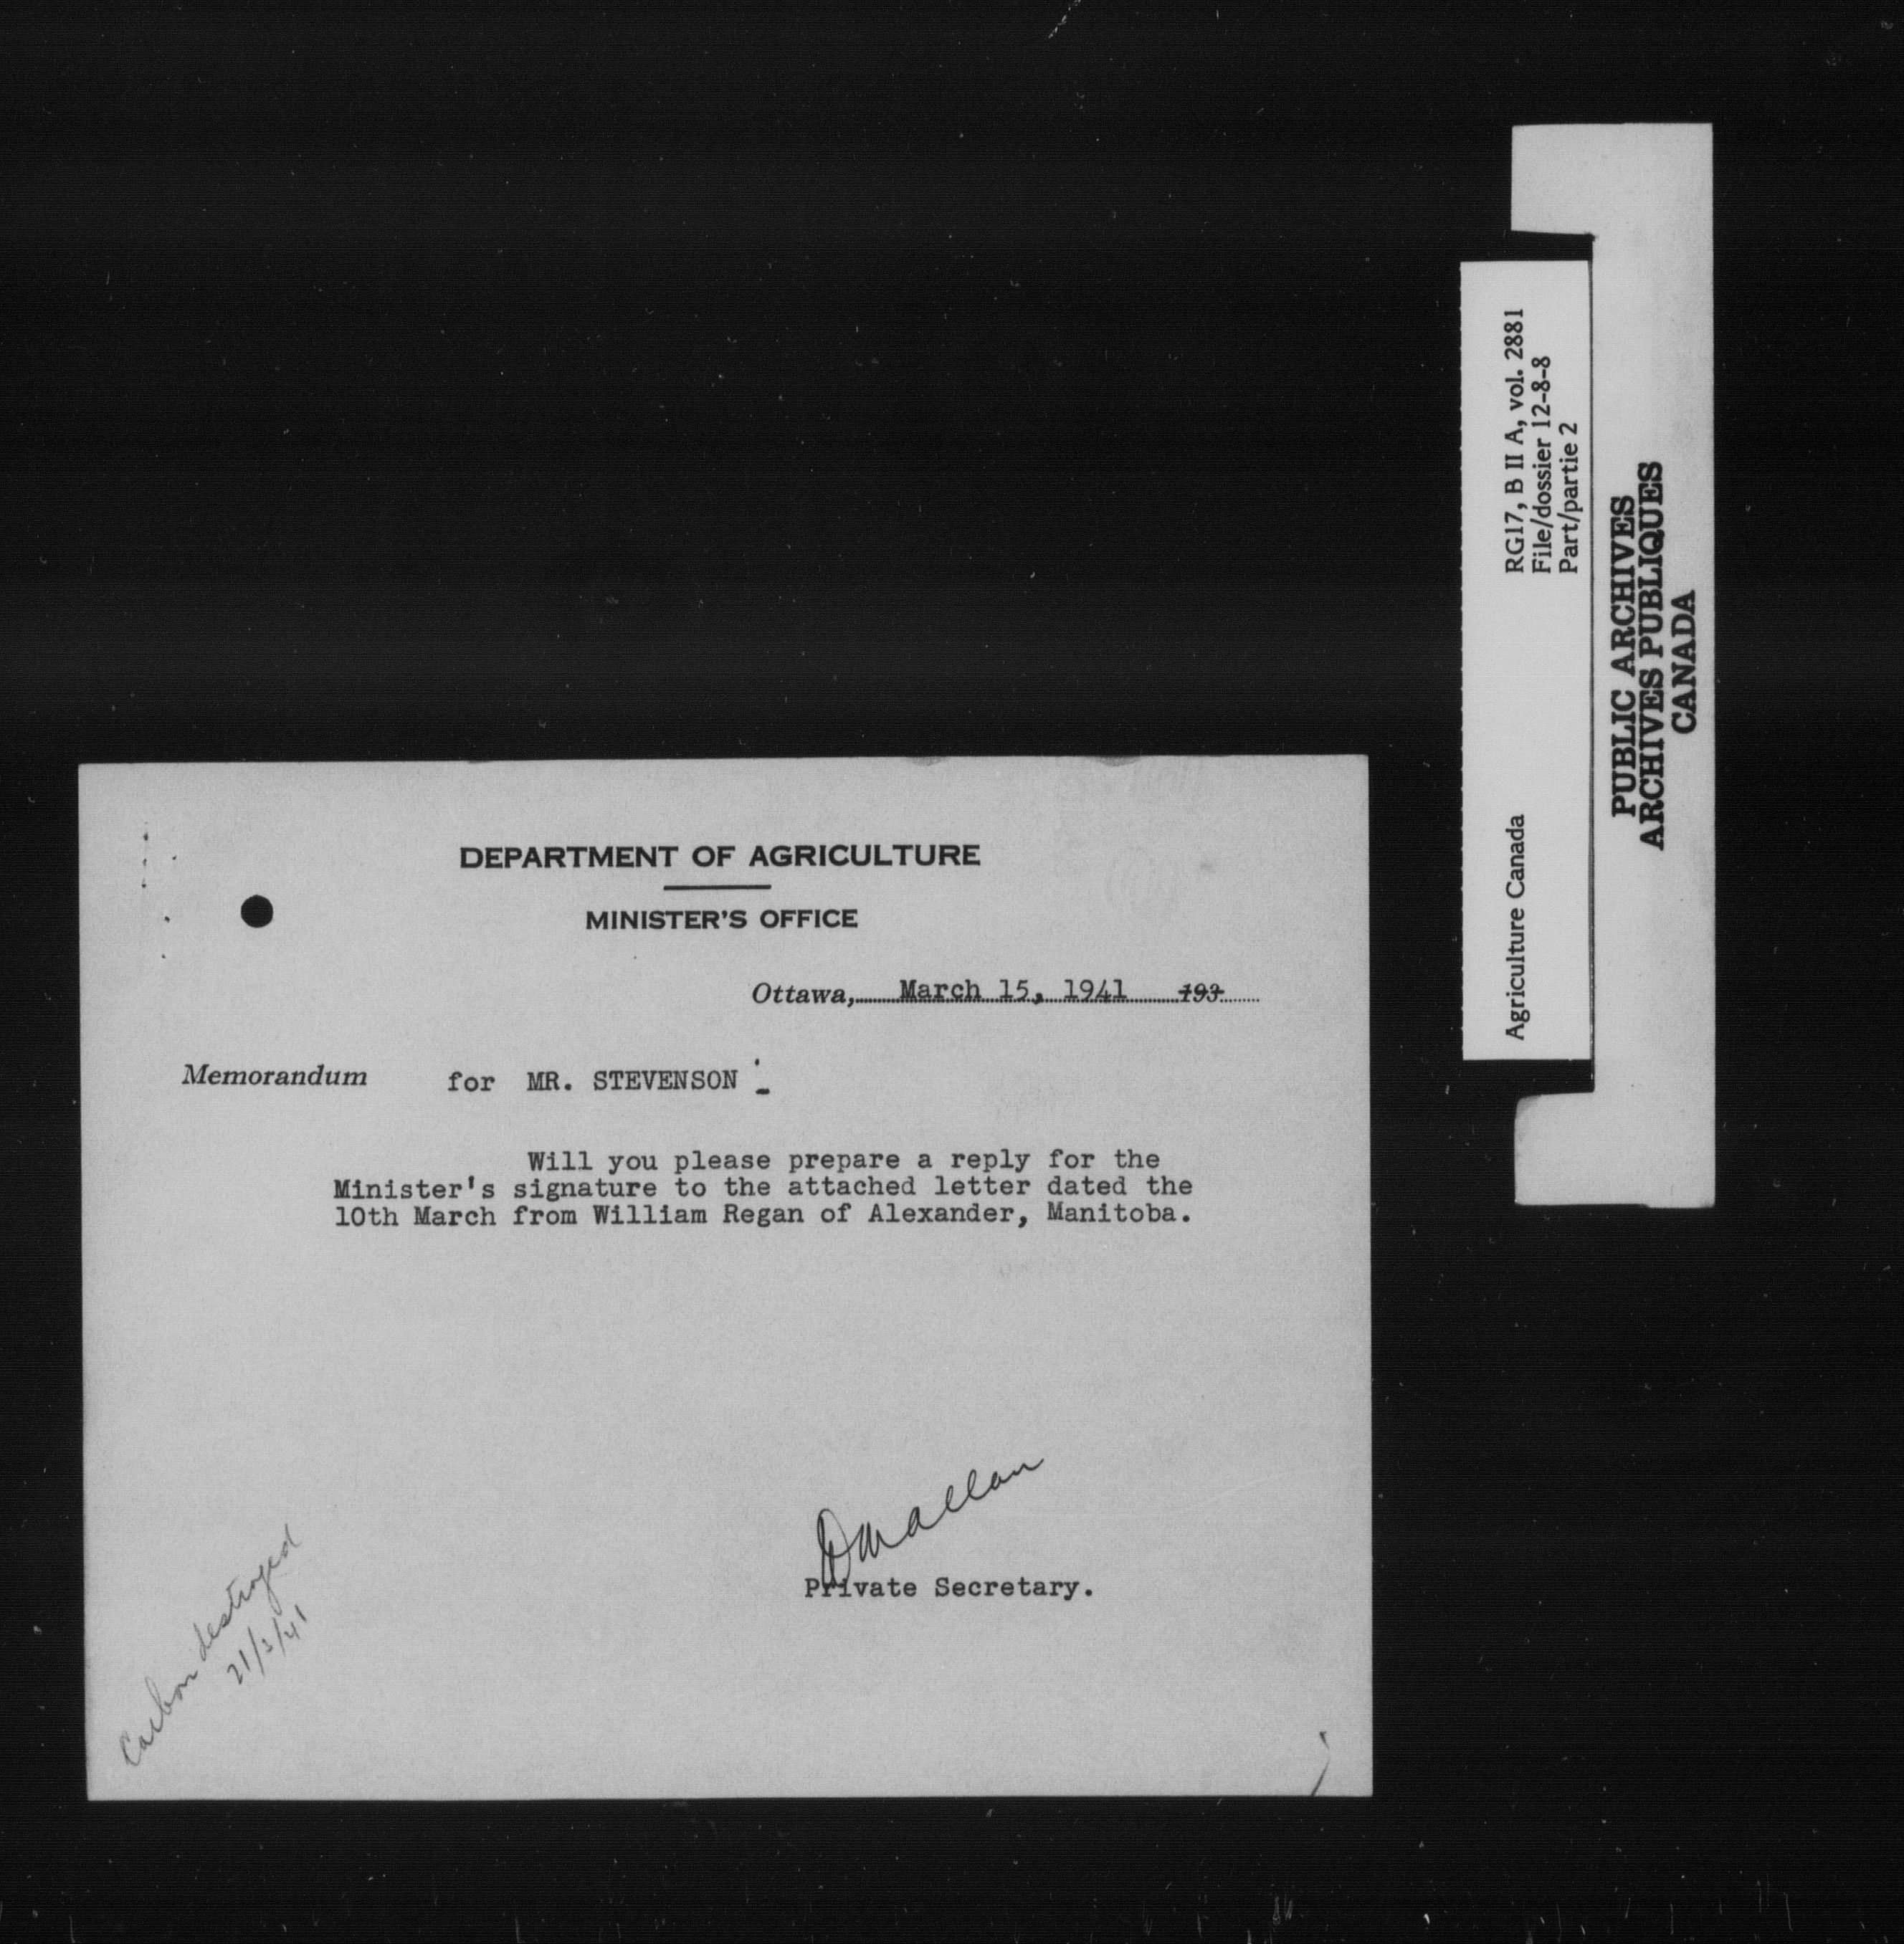 DEPARTMENT OF AGRICULTURE
MINISTER'S OFFICE
Ottawa, March 15, 1941 193
Memorandum for MR. STEVENSON :
Will you please prepare a reply for the
Minister's signature to the attached letter dated the
10th March from William Regan of Alexander, Manitoba.
Private Secretary.
Carbon destroyed
21/3/41
Agriculture Canada
RG17, B II A, vol. 2881
File/dossier 12-8-8
Part/partie 2
PUBLIC ARCHIVES
ARCHIVES PUBLIQUES
CANADA